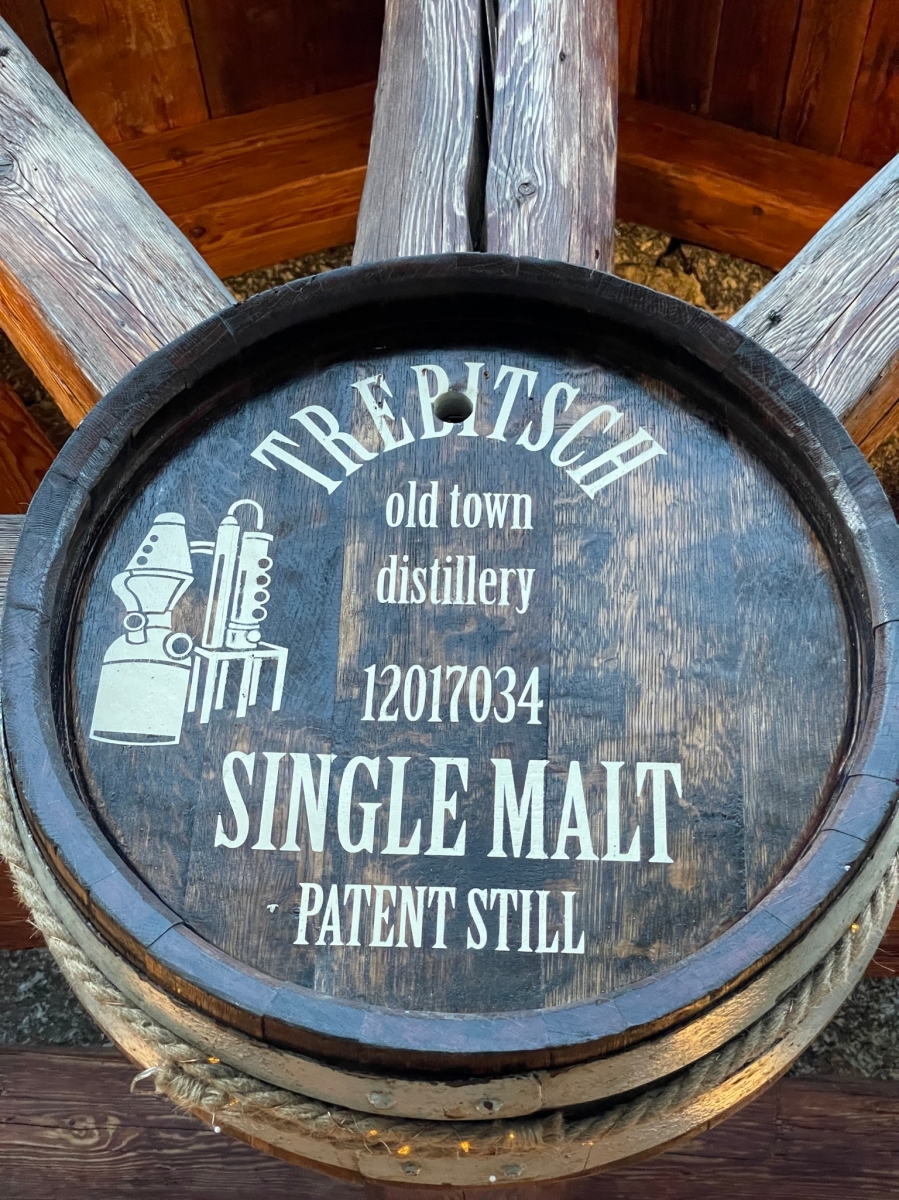 TREBITSCH
old town
distillery
12017034
SINGLE MALT
PATENT STILL